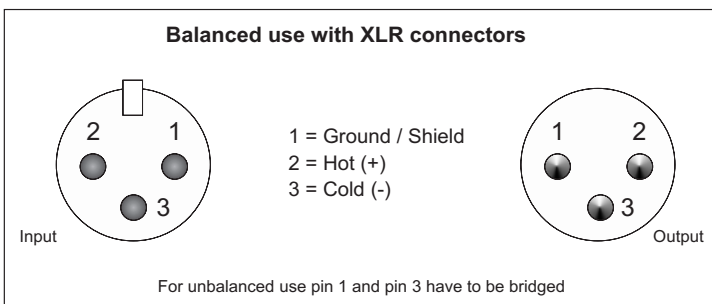 Balanced use with XLR connectors
2
1
3
Input
1 = Ground / Shield
2 = Hot (+)
3 = Cold (-)
1
2
3
Output
For unbalanced use pin 1 and pin 3 have to be bridged